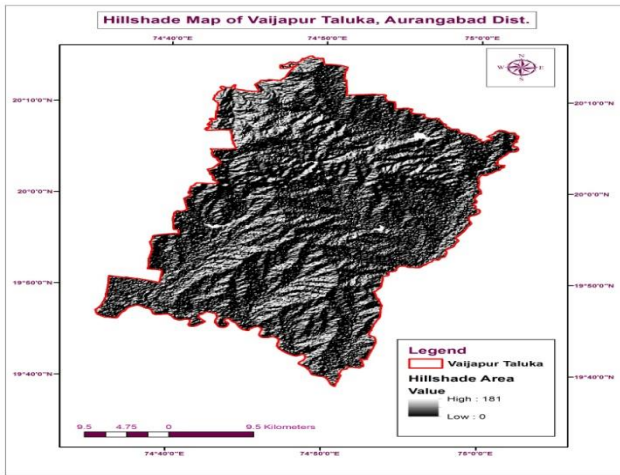 Hillshade Map of Vaijapur Taluka, Aurangabad Dist.
74°40'0"E 74°50'0"E 75°0'0"E
N
W E
S
20°10'0"N 20°10'0"N
20°0'0"N 20°0'0"N
19°50'0"N 19°50'0"N
19°40'0"N 19°40'0"N
Legend
Vaijapur Taluka
Hillshade Area
Value
High : 181
Low : 0
9.5 4.75 0 9.5 Kilometers
74°40'0"E 74°50'0"E 75°0'0"E